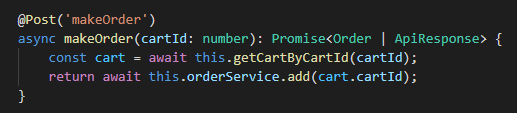 @Post('makeOrder')
async makeOrder(cartId: number): Promise<Order | ApiResponse> {
    const cart = await this.getCartByCartId(cartId);
    return await this.orderService.add(cart.cartId);
}